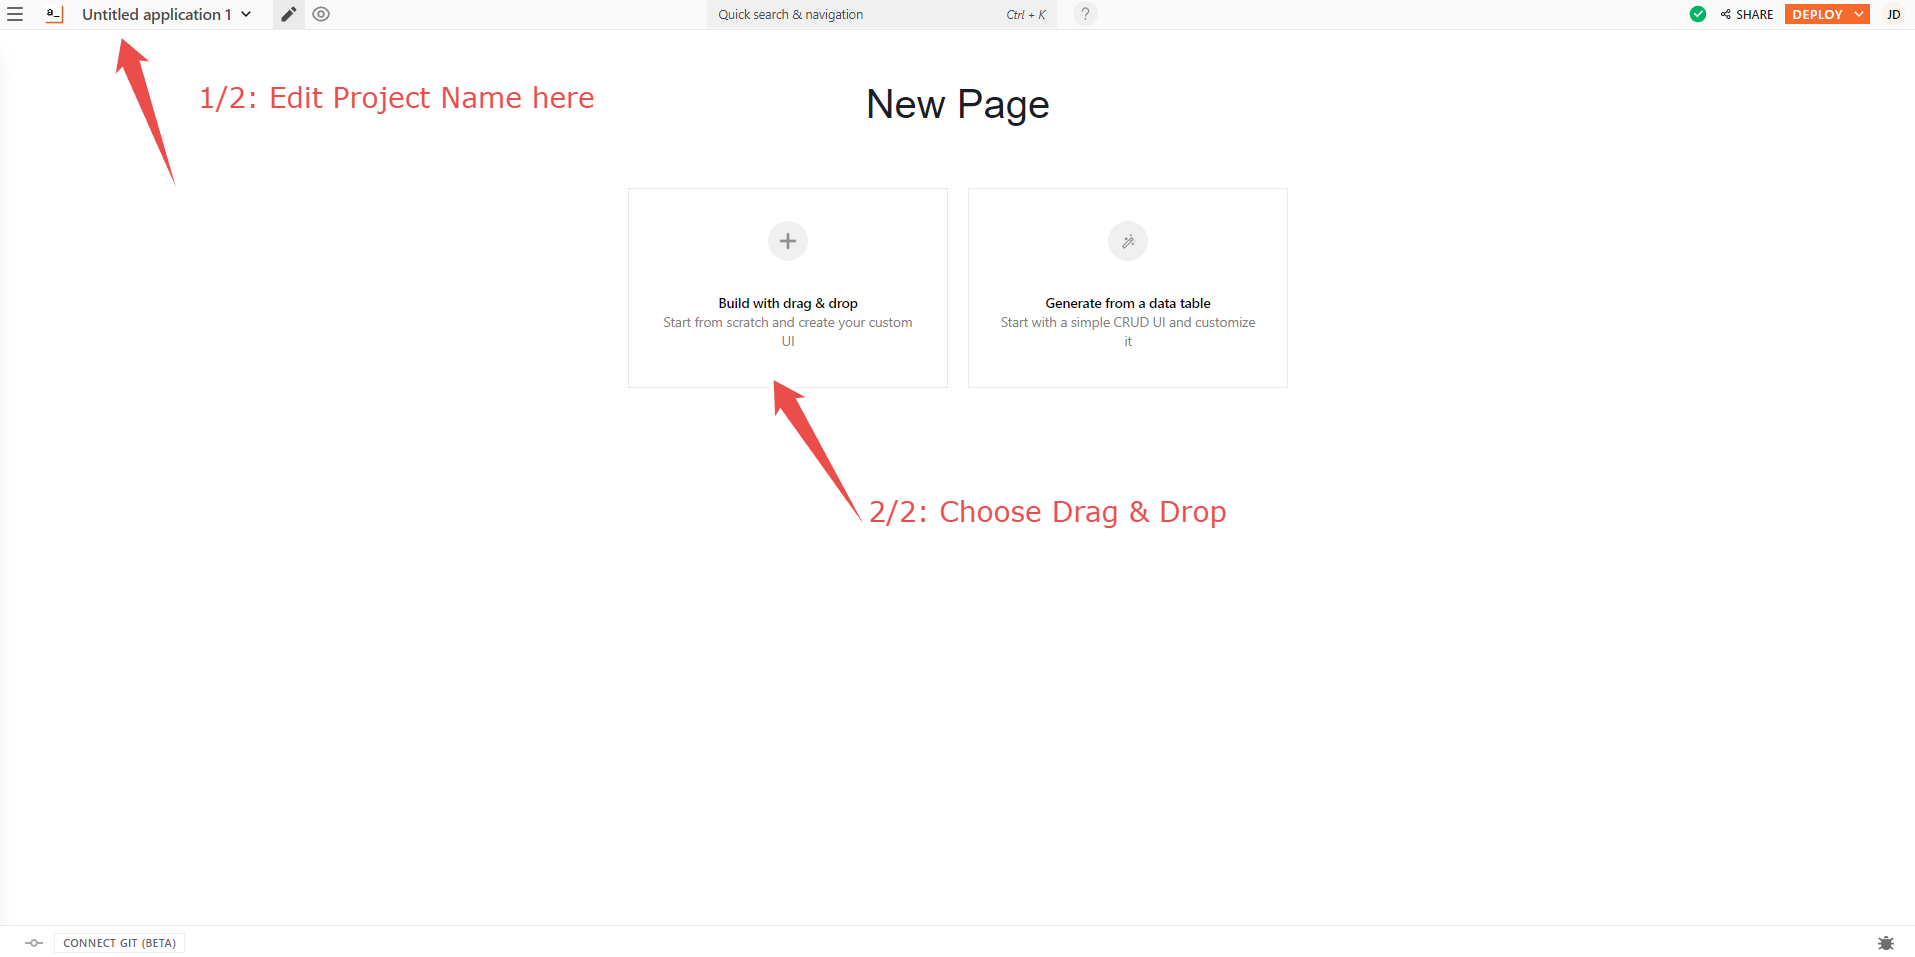 a_ Untitled application 1 Quick search & navigation Ctrl + K ? SHARE DEPLOY JD
1/2: Edit Project Name here
New Page
Build with drag & drop
Start from scratch and create your custom
UI
Generate from a data table
Start with a simple CRUD UI and customize
it
2/2: Choose Drag & Drop
CONNECT GIT (BETA)